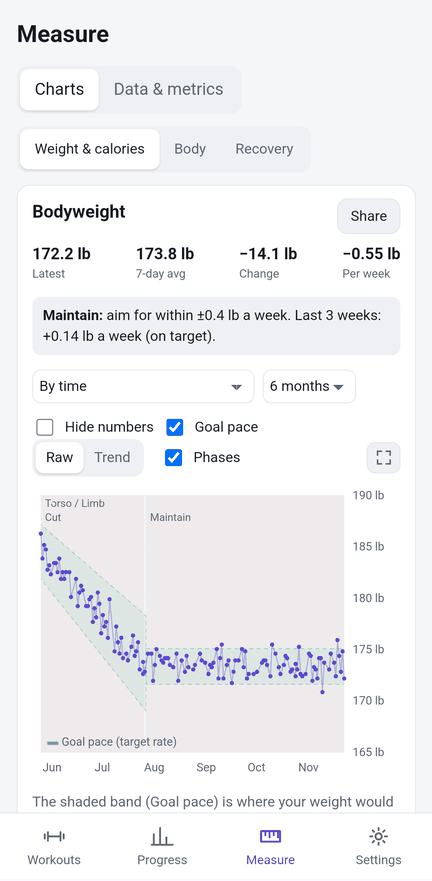 Measure
Charts
Data & metrics
Weight & calories
Body
Recovery
Bodyweight
Share
172.2 lb
173.8 lb
−14.1 lb
−0.55 lb
Latest
7-day avg
Change
Per week
Maintain: aim for within ±0.4 lb a week. Last 3 weeks:
+0.14 lb a week (on target).
By time
6 months
Hide numbers
Goal pace
Raw
Trend
Phases
Torso / Limb
Cut
Maintain
190 lb
185 lb
180 lb
175 lb
170 lb
165 lb
Goal pace (target rate)
Jun
Jul
Aug
Sep
Oct
Nov
The shaded band (Goal pace) is where your weight would
Workouts
Progress
Measure
Settings